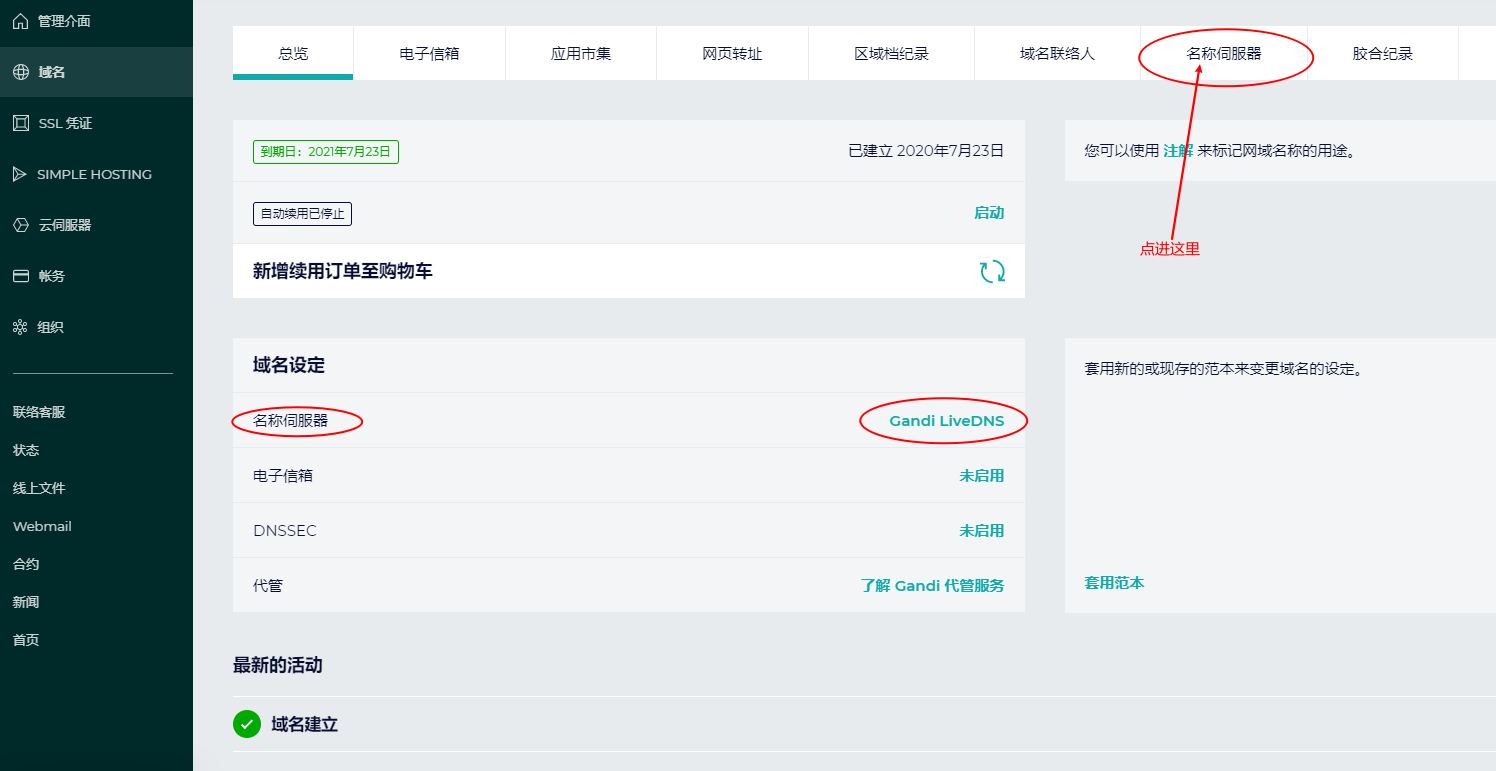 管理介面
域名
SSL 凭证
SIMPLE HOSTING
云伺服器
帐务
组织
联络客服
状态
线上文件
Webmail
合约
新闻
首页
总览
电子信箱
应用市集
网页转址
区域档纪录
域名联络人
名称伺服器
胶合纪录
到期日：2021年7月23日
已建立 2020年7月23日
自动续用已停止
启动
新增续用订单至购物车
您可以使用 注解 来标记网域名称的用途。
点进这里
域名设定
名称伺服器
Gandi LiveDNS
电子信箱
未启用
DNSSEC
未启用
代管
了解 Gandi 代管服务
套用新的或现存的范本来变更域名的设定。
套用范本
最新的活动
域名建立